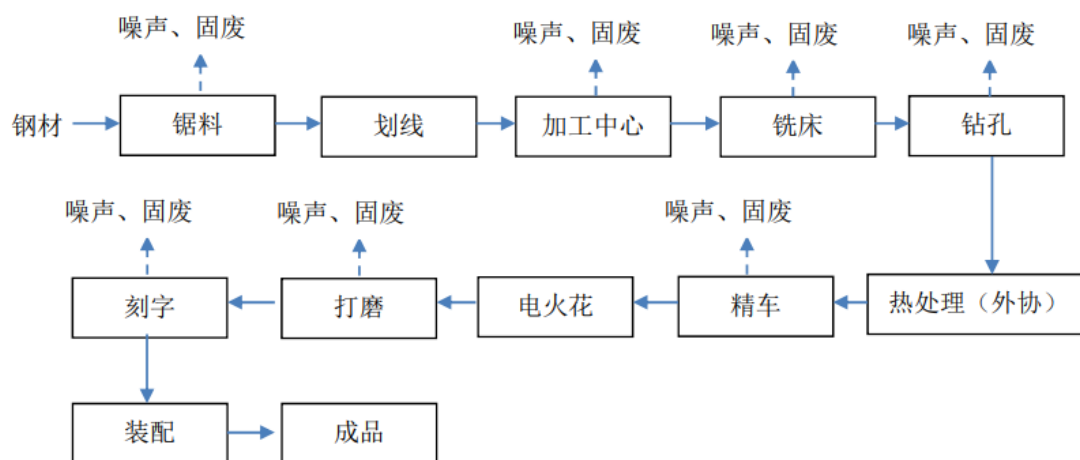 噪声、固废
噪声、固废
噪声、固废
噪声、固废
钢材
锯料
划线
加工中心
铣床
钻孔
噪声、固废
噪声、固废
噪声、固废
刻字
打磨
电火花
精车
热处理（外协）
装配
成品